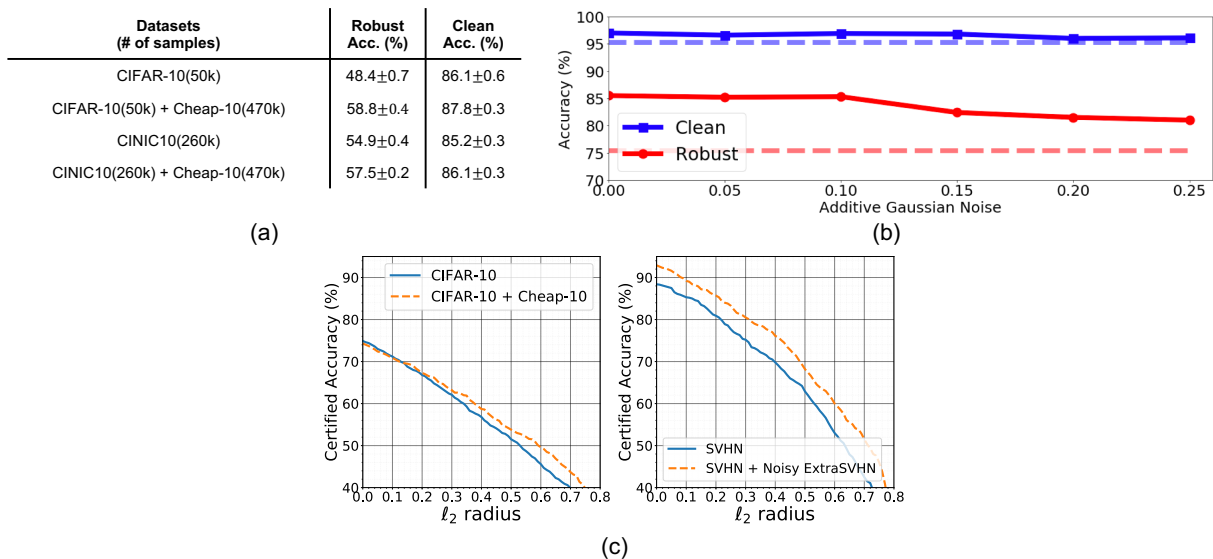 Datasets
(# of samples)
Robust
Acc. (%)
Clean
Acc. (%)
CIFAR-10(50k)
48.4±0.7
86.1±0.6
CIFAR-10(50k) + Cheap-10(470k)
58.8±0.4
87.8±0.3
CINIC10(260k)
54.9±0.4
85.2±0.3
CINIC10(260k) + Cheap-10(470k)
57.5±0.2
86.1±0.3
(a)
100
95
90
85
80
75
70
Accuracy (%)
Clean
Robust
0.00
0.05
0.10
0.15
0.20
0.25
Additive Gaussian Noise
(b)
90
80
70
60
50
40
Certified Accuracy (%)
CIFAR-10
CIFAR-10 + Cheap-10
0.0
0.1
0.2
0.3
0.4
0.5
0.6
0.7
0.8
ℓ2 radius
90
80
70
60
50
40
Certified Accuracy (%)
SVHN
SVHN + Noisy ExtraSVHN
0.0
0.1
0.2
0.3
0.4
0.5
0.6
0.7
0.8
ℓ2 radius
(c)